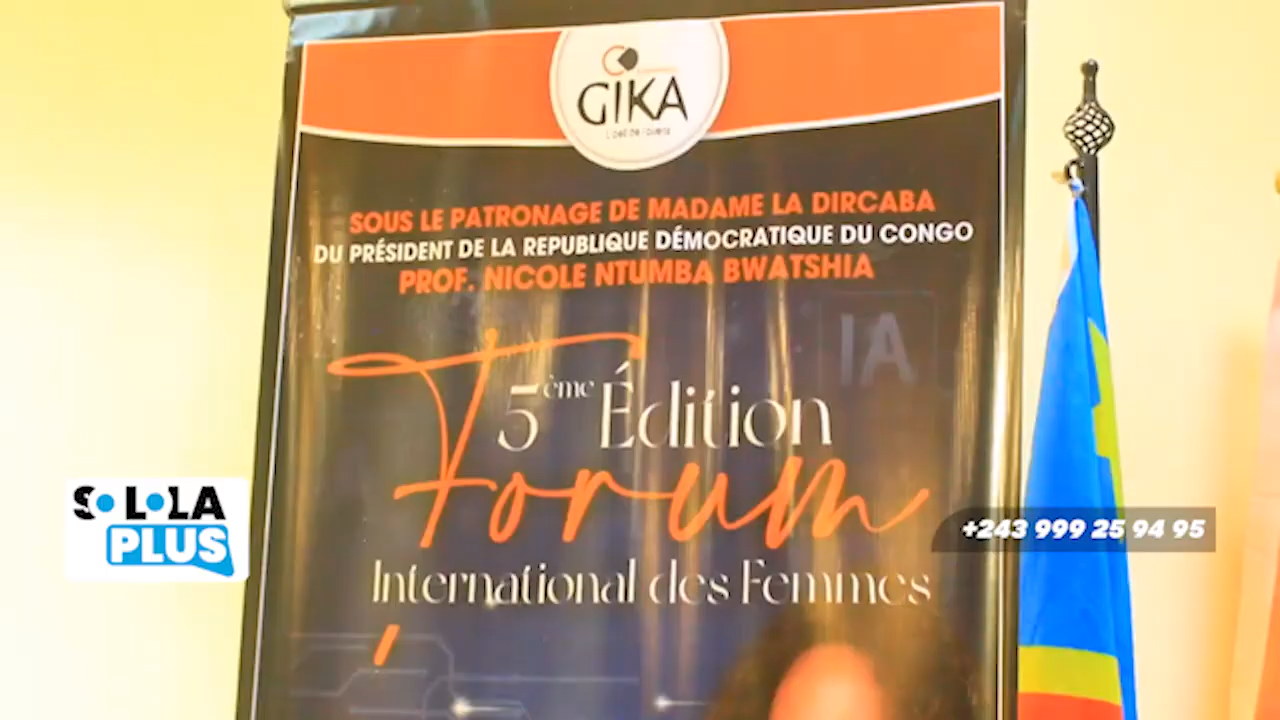 GIKA
SOUS LE PATRONAGE DE MADAME LA DIRCABA
DU PRÉSIDENT DE LA REPUBLIQUE DÉMOCRATIQUE DU CONGO
PROF. NICOLE NTUMBA BWATSHIA
IA
5ème Édition
Forum
International des Femmes
SOLOLA
PLUS
+243 999 25 94 95